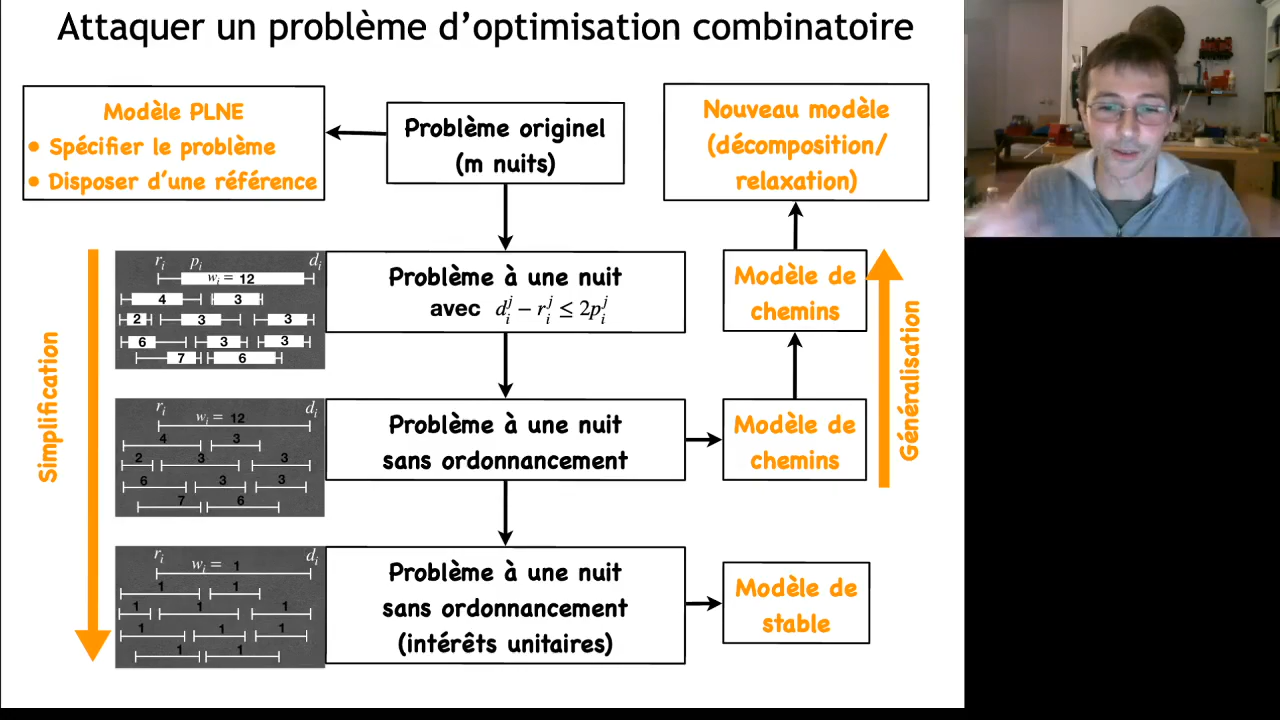 Attaquer un problème d'optimisation combinatoire
Modèle PLNE
• Spécifier le problème
• Disposer d'une référence
Problème originel
(m nuits)
Nouveau modèle
(décomposition/
relaxation)
Simplification
r_i p_i d_i
w_i = 12
4 3
2 3 3
6 3 3
7 6
Problème à une nuit
avec d_i^j − r_i^j ≤ 2p_i^j
Modèle de
chemins
Généralisation
r_i d_i
w_i = 12
4 3
2 3 3
6 3 3
7 6
Problème à une nuit
sans ordonnancement
Modèle de
chemins
r_i d_i
w_i = 1
1 1
1 1 1
1 1 1
1 1
Problème à une nuit
sans ordonnancement
(intérêts unitaires)
Modèle de
stable